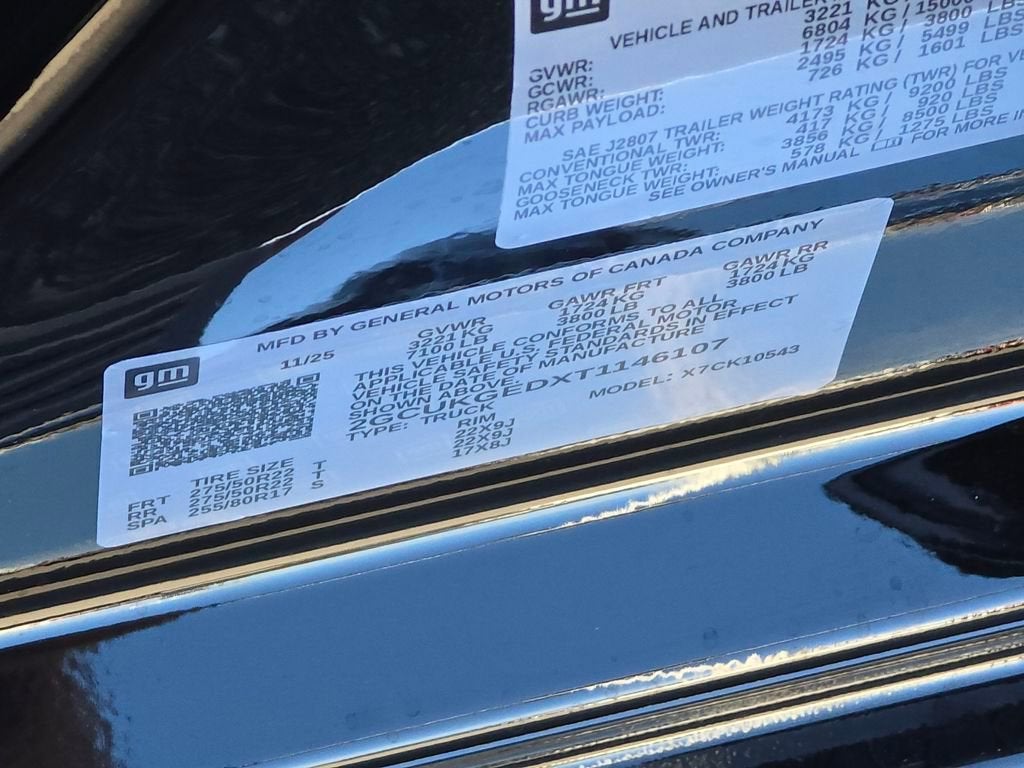 gm
VEHICLE AND TRAILER
GVWR: 3221 KG/
GCWR: 6804 KG/ 15000
RGAWR: 1724 KG/ 3800 LBS
CURB WEIGHT: 2495 KG/ 5499 LBS
MAX PAYLOAD: 726 KG/ 1601 LBS
SAE J2807 TRAILER WEIGHT RATING (TWR) FOR
CONVENTIONAL TWR: 4173 KG/ 9200 LBS
MAX TONGUE WEIGHT: 417 KG/ 920 LBS
GOOSENECK TWR: 3856 KG/ 8500 LBS
MAX TONGUE WEIGHT: 578 KG/ 1275 LBS
SEE OWNER'S MANUAL FOR MORE
MFD BY GENERAL MOTORS OF CANADA COMPANY
gm
11/25
GVWR GAWR FRT GAWR RR
3221 KG 1724 KG 1724 KG
7100 LB 3800 LB 3800 LB
THIS VEHICLE CONFORMS TO ALL
APPLICABLE U.S. FEDERAL MOTOR
VEHICLE SAFETY STANDARDS IN EFFECT
ON THE DATE OF MANUFACTURE
SHOWN ABOVE.
2GCUKGEDXT1146107
TYPE: TRUCK MODEL: X7CK10543
TIRE SIZE RIM
FRT 275/50R22 T 22X9J
RR 275/50R22 T 22X9J
SPA 255/80R17 S 17X8J